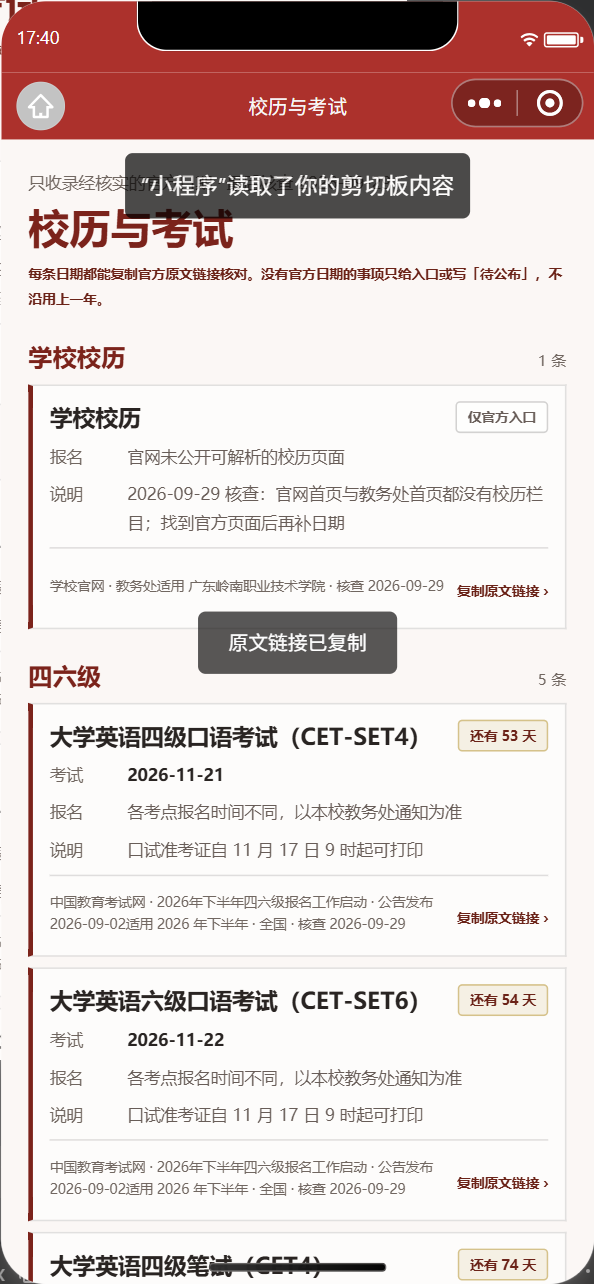 17:40
校历与考试
只收录经核实的
“小程序”读取了你的剪切板内容
校历与考试
每条日期都能复制官方原文链接核对。没有官方日期的事项只给入口或写「待公布」，不
沿用上一年。
学校校历
1 条
学校校历
仅官方入口
报名
官网未公开可解析的校历页面
说明
2026-09-29 核查：官网首页与教务处首页都没有校历栏
目；找到官方页面后再补日期
学校官网 · 教务处适用 广东岭南职业技术学院 · 核查 2026-09-29
复制原文链接 ›
原文链接已复制
四六级
5 条
大学英语四级口语考试（CET-SET4）
还有 53 天
考试
2026-11-21
报名
各考点报名时间不同，以本校教务处通知为准
说明
口试准考证自 11 月 17 日 9 时起可打印
中国教育考试网 · 2026年下半年四六级报名工作启动 · 公告发布
2026-09-02适用 2026 年下半年 · 全国 · 核查 2026-09-29
复制原文链接 ›
大学英语六级口语考试（CET-SET6）
还有 54 天
考试
2026-11-22
报名
各考点报名时间不同，以本校教务处通知为准
说明
口试准考证自 11 月 17 日 9 时起可打印
中国教育考试网 · 2026年下半年四六级报名工作启动 · 公告发布
2026-09-02适用 2026 年下半年 · 全国 · 核查 2026-09-29
复制原文链接 ›
大学英语四级笔试（CET4）
还有 74 天